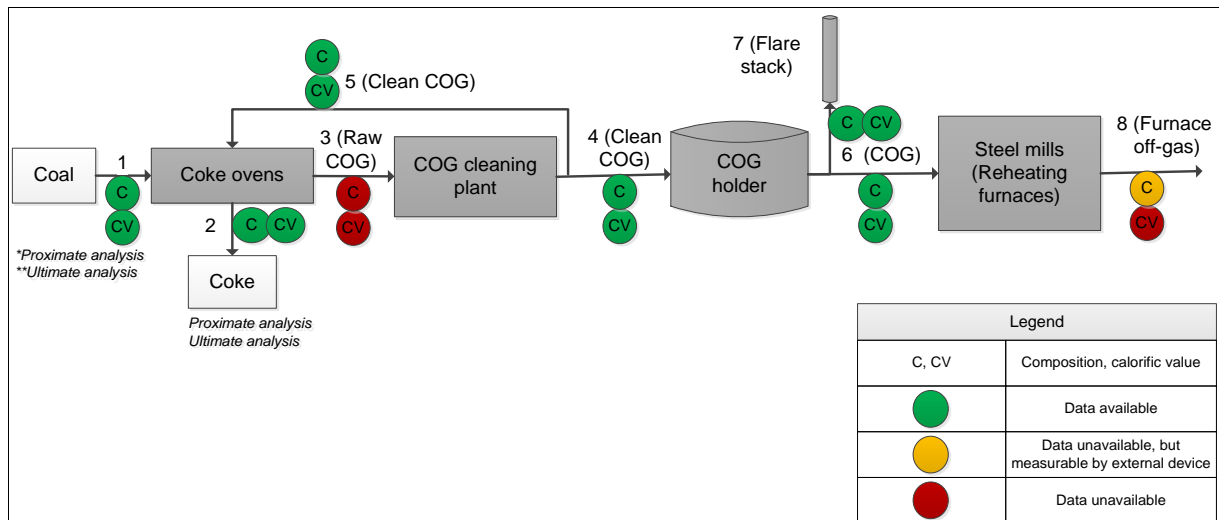 7 (Flare
stack)
C
CV
5 (Clean COG)
C
CV
1
3 (Raw
COG)
4 (Clean
COG)
6 (COG)
8 (Furnace
off-gas)
Coal
Coke ovens
COG cleaning
plant
COG
holder
Steel mills
(Reheating
furnaces)
C
CV
C
CV
C
CV
C
CV
C
CV
2
C
CV
*Proximate analysis
**Ultimate analysis
Coke
Proximate analysis
Ultimate analysis
Legend
C, CV
Composition, calorific value
Data available
Data unavailable, but
measurable by external device
Data unavailable